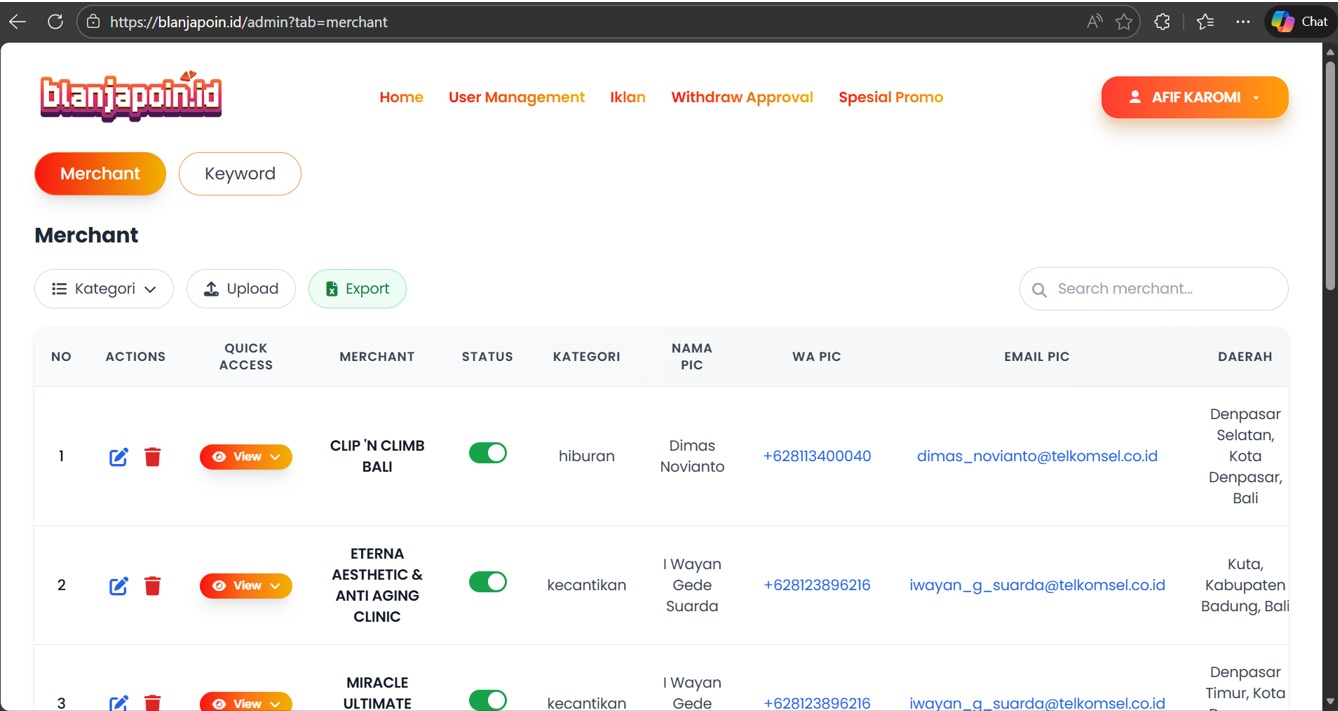 https://blanjapoin.id/admin?tab=merchant
Chat
blanjapoin.id
Home User Management Iklan Withdraw Approval Spesial Promo
AFIF KAROMI
Merchant Keyword
Merchant
Kategori Upload Export
Search merchant...
NO ACTIONS QUICK ACCESS MERCHANT STATUS KATEGORI NAMA PIC WA PIC EMAIL PIC DAERAH
1
View
CLIP 'N CLIMB
BALI
hiburan
Dimas
Novianto
+628113400040
dimas_novianto@telkomsel.co.id
Denpasar
Selatan,
Kota
Denpasar,
Bali
2
View
ETERNA
AESTHETIC &
ANTI AGING
CLINIC
kecantikan
I Wayan
Gede
Suarda
+628123896216
iwayan_g_suarda@telkomsel.co.id
Kuta,
Kabupaten
Badung, Bali
3
View
MIRACLE
ULTIMATE
kecantikan
I Wayan
Gede
+628123896216
iwayan_g_suarda@telkomsel.co.id
Denpasar
Timur, Kota